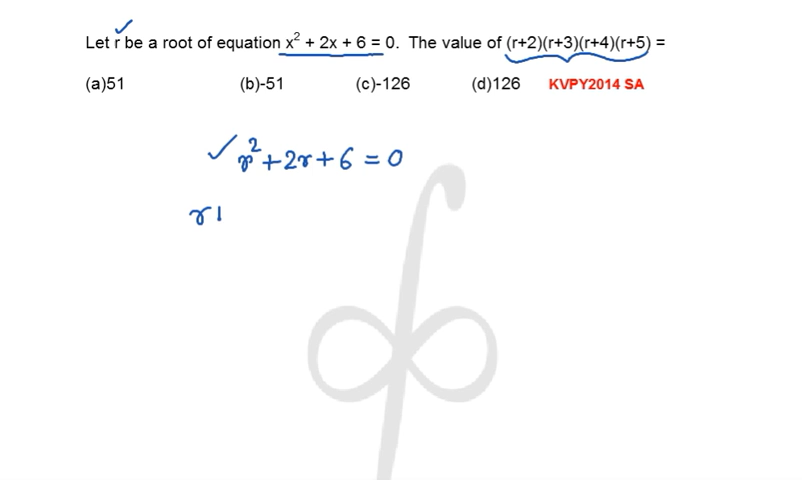 Let r be a root of equation x² + 2x + 6 = 0. The value of (r+2)(r+3)(r+4)(r+5) =
(a)51 (b)-51 (c)-126 (d)126 KVPY2014 SA
r²+2r+6 = 0
r